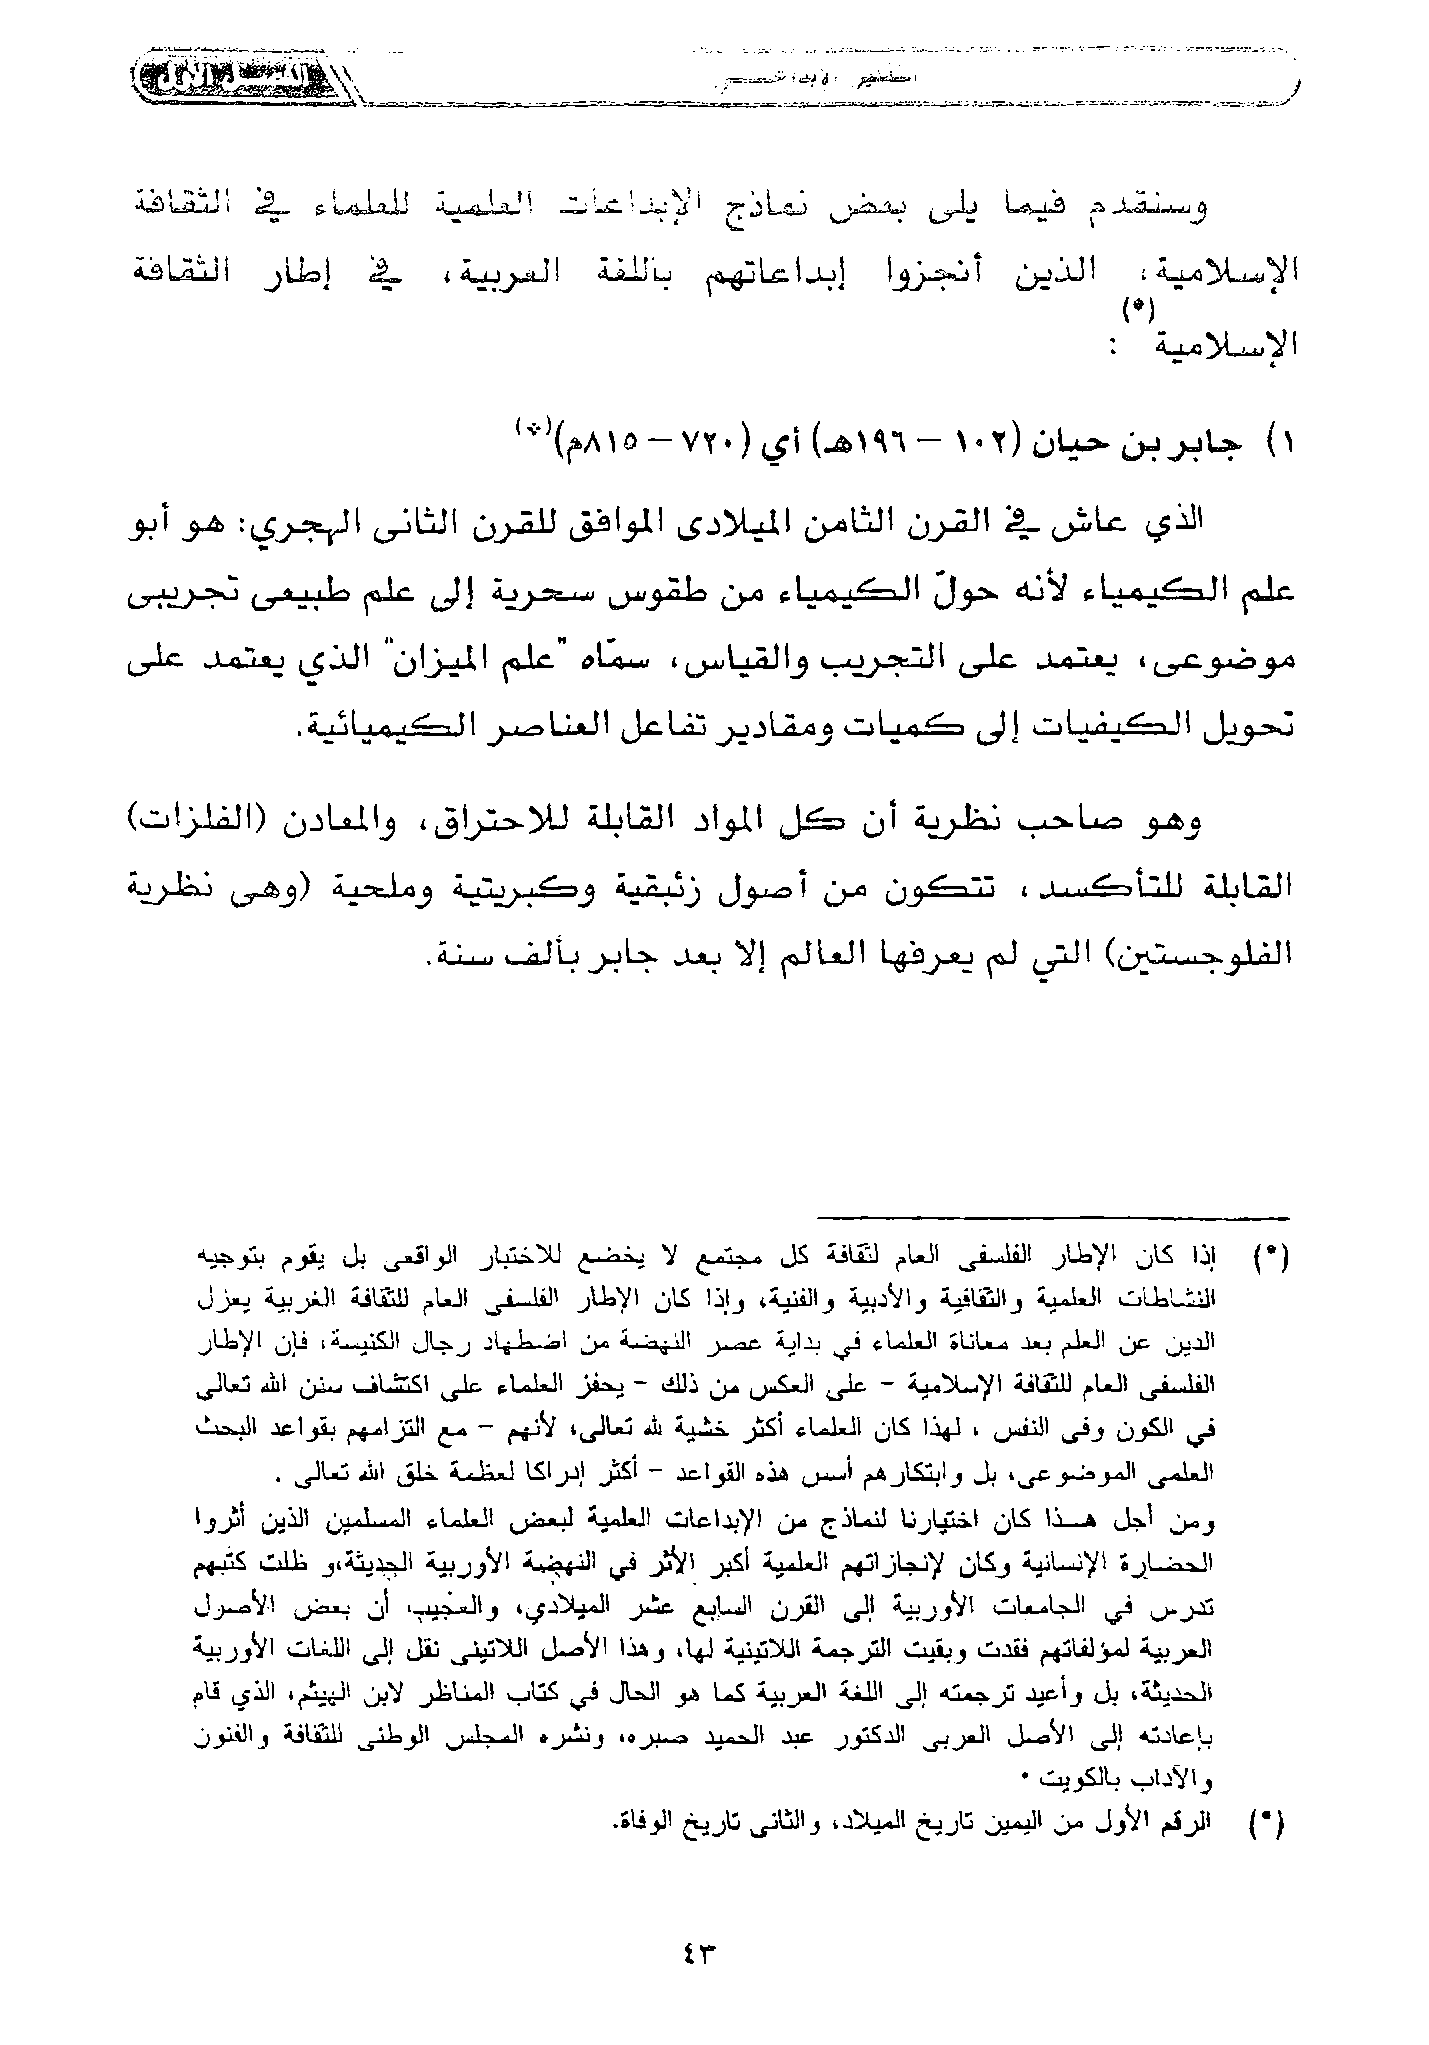 الفصل الأول
وسنقدم فيما يلى بعض نماذج الإبداعات العلمية للعلماء في الثقافة
الإسلامية، الذين أنجزوا إبداعاتهم باللغة العربية، في إطار الثقافة
الإسلامية(*) :
١) جابر بن حيان (١٠٢ – ١٩٦هـ) أي (٧٢٠ – ٨١٥م)(*)
الذي عاش في القرن الثامن الميلادى الموافق للقرن الثانى الهجري: هو أبو
علم الكيمياء لأنه حولّ الكيمياء من طقوس سحرية إلى علم طبيعى تجريبى
موضوعى، يعتمد على التجريب والقياس، سمّاه "علم الميزان" الذي يعتمد على
تحويل الكيفيات إلى كميات ومقادير تفاعل العناصر الكيميائية.
وهو صاحب نظرية أن كل المواد القابلة للاحتراق، والمعادن (الفلزات)
القابلة للتأكسد، تتكون من أصول زئبقية وكبريتية وملحية (وهى نظرية
الفلوجستين) التي لم يعرفها العالم إلا بعد جابر بألف سنة.
(*) إذا كان الإطار الفلسفى العام لثقافة كل مجتمع لا يخضع للاختبار الواقعى بل يقوم بتوجيه
النشاطات العلمية والثقافية والأدبية والفنية، وإذا كان الإطار الفلسفى العام للثقافة الغربية يعزل
الدين عن العلم بعد معاناة العلماء في بداية عصر النهضة من اضطهاد رجال الكنيسة، فإن الإطار
الفلسفى العام للثقافة الإسلامية - على العكس من ذلك - يحفز العلماء على اكتشاف سنن الله تعالى
في الكون وفى النفس ، لهذا كان العلماء أكثر خشية لله تعالى، لأنهم - مع التزامهم بقواعد البحث
العلمى الموضوعى، بل وابتكارهم أسس هذه القواعد - أكثر إدراكا لعظمة خلق الله تعالى .
ومن أجل هذا كان اختيارنا لنماذج من الإبداعات العلمية لبعض العلماء المسلمين الذين أثروا
الحضارة الإنسانية وكان لإنجازاتهم العلمية أكبر الأثر في النهضة الأوربية الحديثة،و ظلت كتبهم
تدرس في الجامعات الأوربية إلى القرن السابع عشر الميلادي، والعجيب أن بعض الأصول
العربية لمؤلفاتهم فقدت وبقيت الترجمة اللاتينية لها، وهذا الأصل اللاتينى نقل إلى اللغات الأوربية
الحديثة، بل وأعيد ترجمته إلى اللغة العربية كما هو الحال في كتاب المناظر لابن الهيثم، الذي قام
بإعادته إلى الأصل العربى الدكتور عبد الحميد صبره، ونشره المجلس الوطنى للثقافة والفنون
والآداب بالكويت •
(*) الرقم الأول من اليمين تاريخ الميلاد، والثانى تاريخ الوفاة.
٤٣